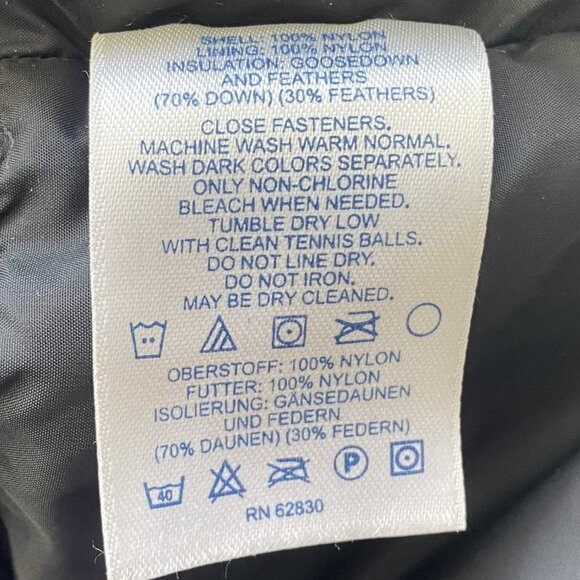 SHELL: 100% NYLON
LINING: 100% NYLON
INSULATION: GOOSEDOWN
AND FEATHERS
(70% DOWN) (30% FEATHERS)
CLOSE FASTENERS.
MACHINE WASH WARM NORMAL.
WASH DARK COLORS SEPARATELY.
ONLY NON-CHLORINE
BLEACH WHEN NEEDED.
TUMBLE DRY LOW
WITH CLEAN TENNIS BALLS.
DO NOT LINE DRY.
DO NOT IRON.
MAY BE DRY CLEANED.
OBERSTOFF: 100% NYLON
FUTTER: 100% NYLON
ISOLIERUNG: GÄNSEDAUNEN
UND FEDERN
(70% DAUNEN) (30% FEDERN)
40 P
RN 62830